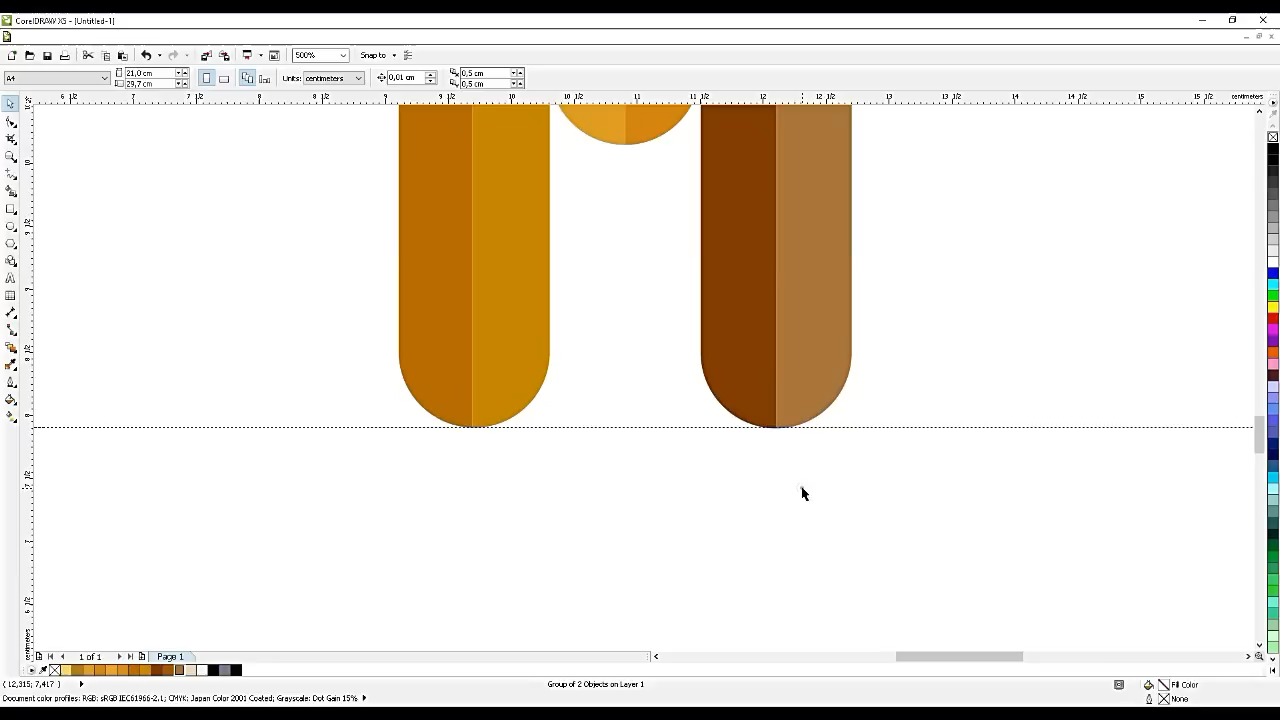 CorelDRAW X5 - [Untitled-1]
500%
Snap to
A4
21,0 cm
29,7 cm
Units: centimeters
0,01 cm
0,5 cm
0,5 cm
centimeters
centimeters
1 of 1
Page 1
( 12,315; 7,417 )
Group of 2 Objects on Layer 1
Fill Color
Document color profiles: RGB: sRGB IEC61966-2.1; CMYK: Japan Color 2001 Coated; Grayscale: Dot Gain 15%
None